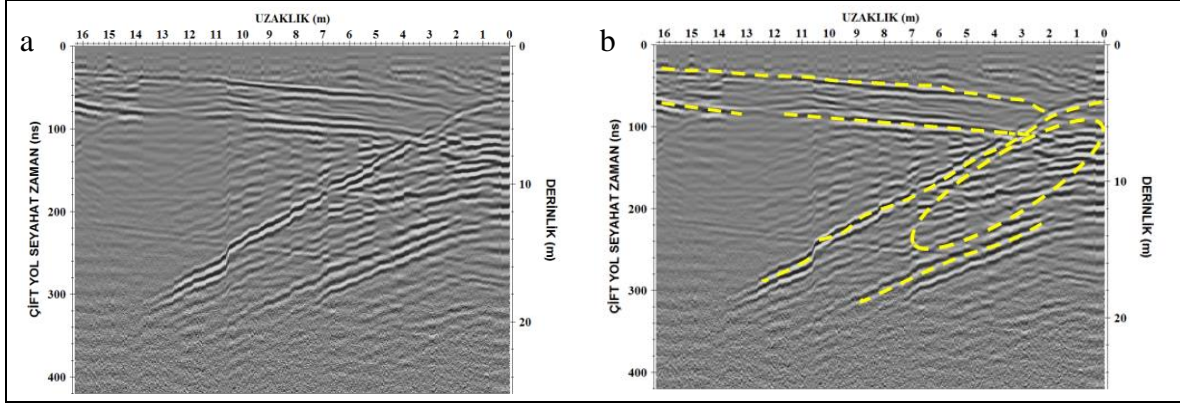 a
UZAKLIK (m)
16 15 14 13 12 11 10 9 8 7 6 5 4 3 2 1 0
0
100
200
300
400
ÇİFT YOL SEYAHAT ZAMAN (ns)
0
10
20
DERİNLİK (m)
b
UZAKLIK (m)
16 15 14 13 12 11 10 9 8 7 6 5 4 3 2 1 0
0
100
200
300
400
ÇİFT YOL SEYAHAT ZAMAN (ns)
0
10
20
DERİNLİK (m)